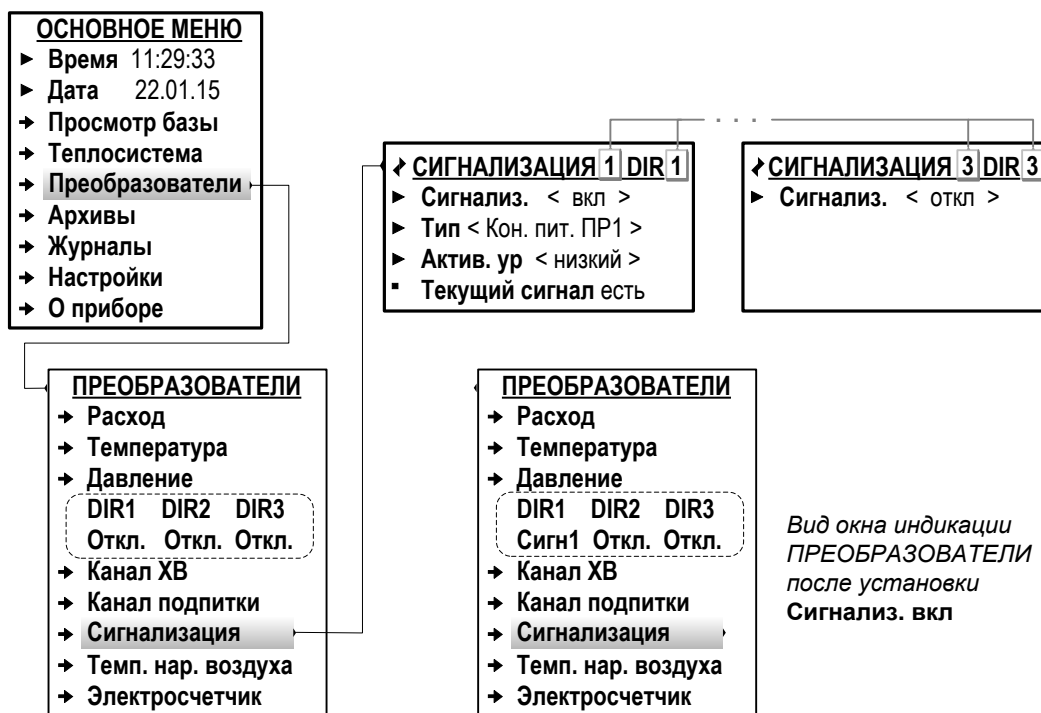 ОСНОВНОЕ МЕНЮ
Время 11:29:33
Дата 22.01.15
Просмотр базы
Теплосистема
Преобразователи
Архивы
Журналы
Настройки
О приборе
. . .
СИГНАЛИЗАЦИЯ 1 DIR 1
Сигнализ. < вкл >
Тип < Кон. пит. ПР1 >
Актив. ур < низкий >
Текущий сигнал есть
СИГНАЛИЗАЦИЯ 3 DIR 3
Сигнализ. < откл >
ПРЕОБРАЗОВАТЕЛИ
Расход
Температура
Давление
DIR1 DIR2 DIR3
Откл. Откл. Откл.
Канал ХВ
Канал подпитки
Сигнализация
Темп. нар. воздуха
Электросчетчик
ПРЕОБРАЗОВАТЕЛИ
Расход
Температура
Давление
DIR1 DIR2 DIR3
Сигн1 Откл. Откл.
Канал ХВ
Канал подпитки
Сигнализация
Темп. нар. воздуха
Электросчетчик
Вид окна индикации
ПРЕОБРАЗОВАТЕЛИ
после установки
Сигнализ. вкл